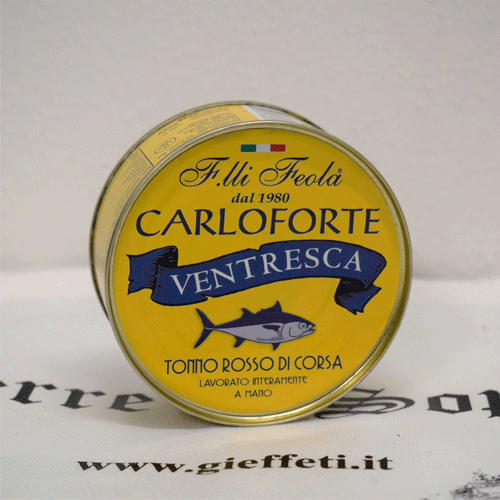 F.lli Feola
dal 1980
CARLOFORTE
VENTRESCA
TONNO ROSSO DI CORSA
LAVORATO INTERAMENTE
A MANO
www.gieffeti.it